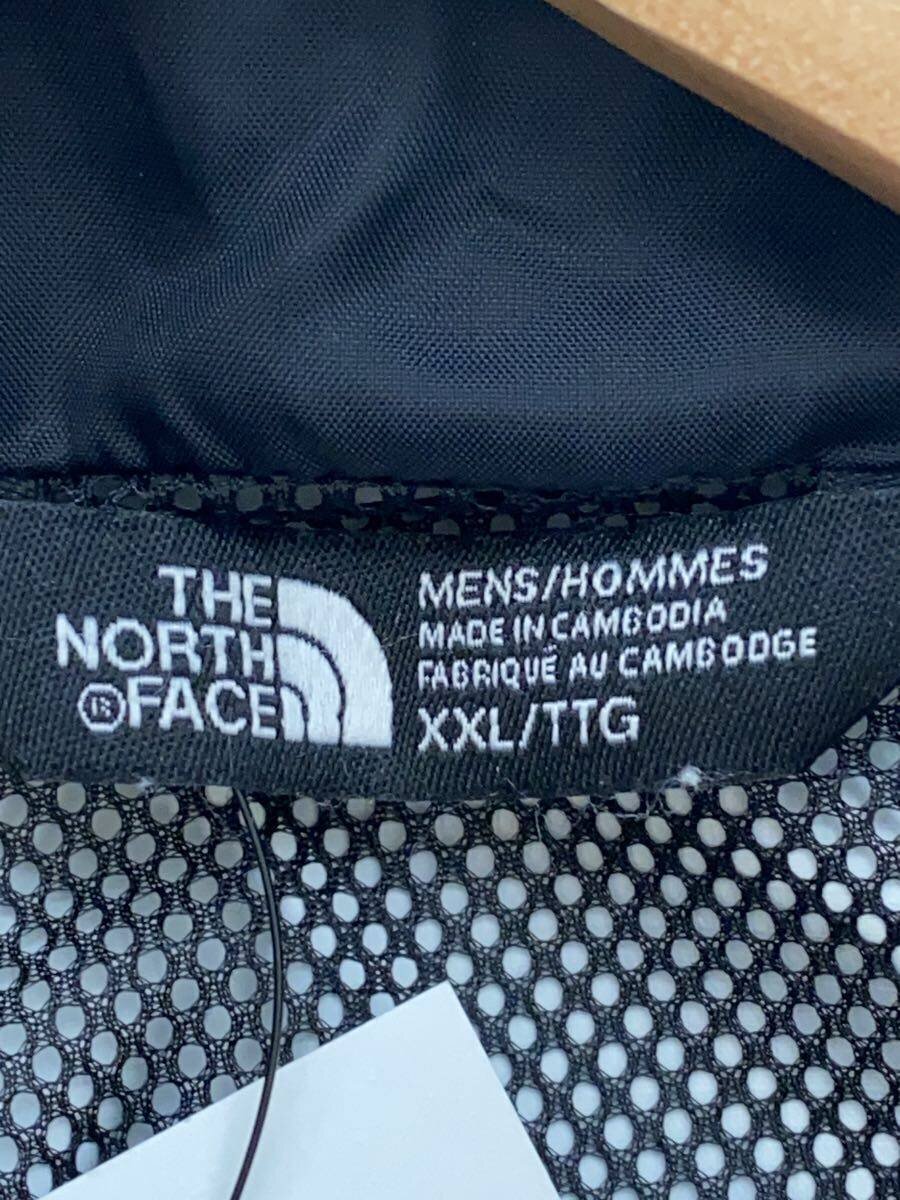 THE
NORTH
®FACE
MENS/HOMMES
MADE IN CAMBODIA
FABRIQUÉ AU CAMBODGE
XXL/TTG